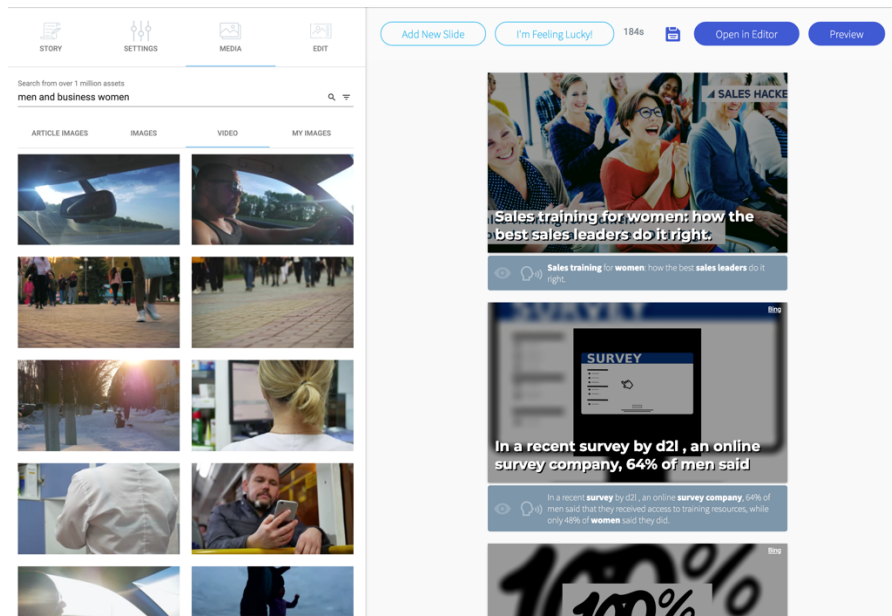 STORY
SETTINGS
MEDIA
EDIT
Search from over 1 million assets
men and business women
ARTICLE IMAGES
IMAGES
VIDEO
MY IMAGES
Add New Slide
I'm Feeling Lucky!
184s
Open in Editor
Preview
SALES HACKE
Sales training for women: how the
best sales leaders do it right.
Sales training for women: how the best sales leaders do it
right.
Bing
SURVEY
SURVEY
In a recent survey by d2l , an online
survey company, 64% of men said
In a recent survey by d2l , an online survey company, 64% of
men said that they received access to training resources, while
only 48% of women said they did.
Bing
100%
100%